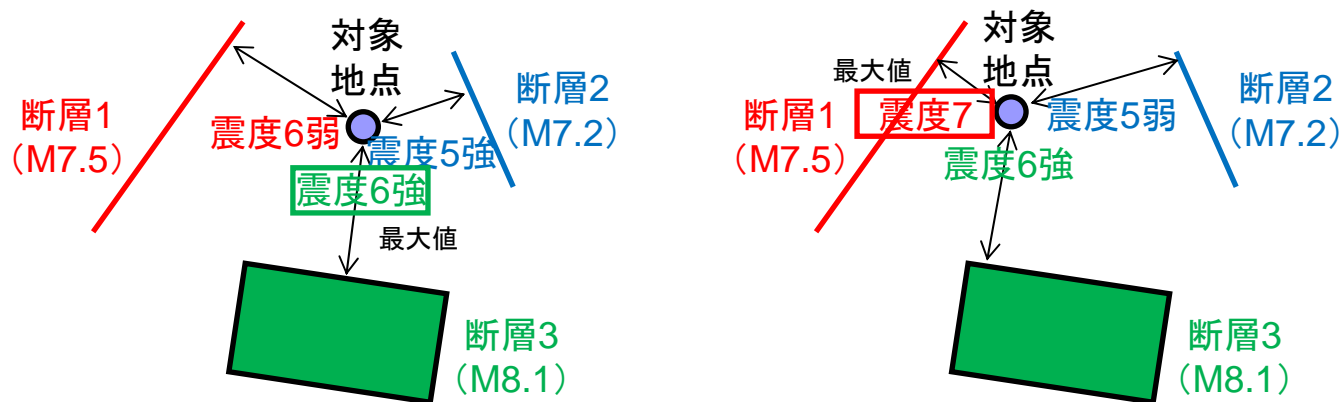 対象
地点
断層1
(M7.5)
震度6弱
断層2
(M7.2)
震度5強
震度6強
最大値
断層3
(M8.1)
対象
地点
最大値
断層1
(M7.5)
震度7
震度5弱
断層2
(M7.2)
震度6強
断層3
(M8.1)